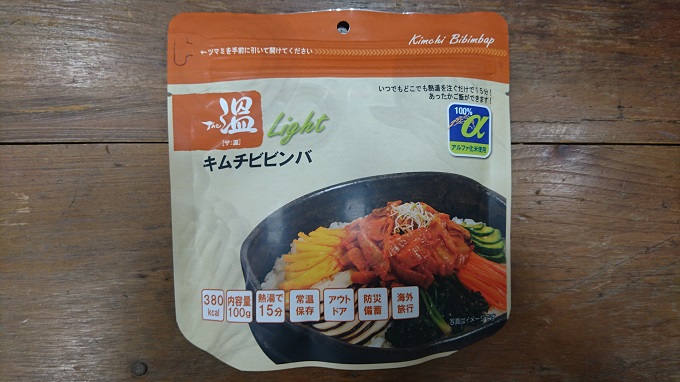 Kimchi Bibimbap
←ツマミを手前に引いて開けてください
いつでもどこでも熱湯を注ぐだけで15分!
あったかご飯ができます!
The温
[ザ:温]
Light
100%
α
アルファ化米使用
キムチビビンバ
380
kcal
内容量
100g
熱湯で
15分
常温
保存
アウト
ドア
防災
備蓄
海外
旅行
写真はイメージです